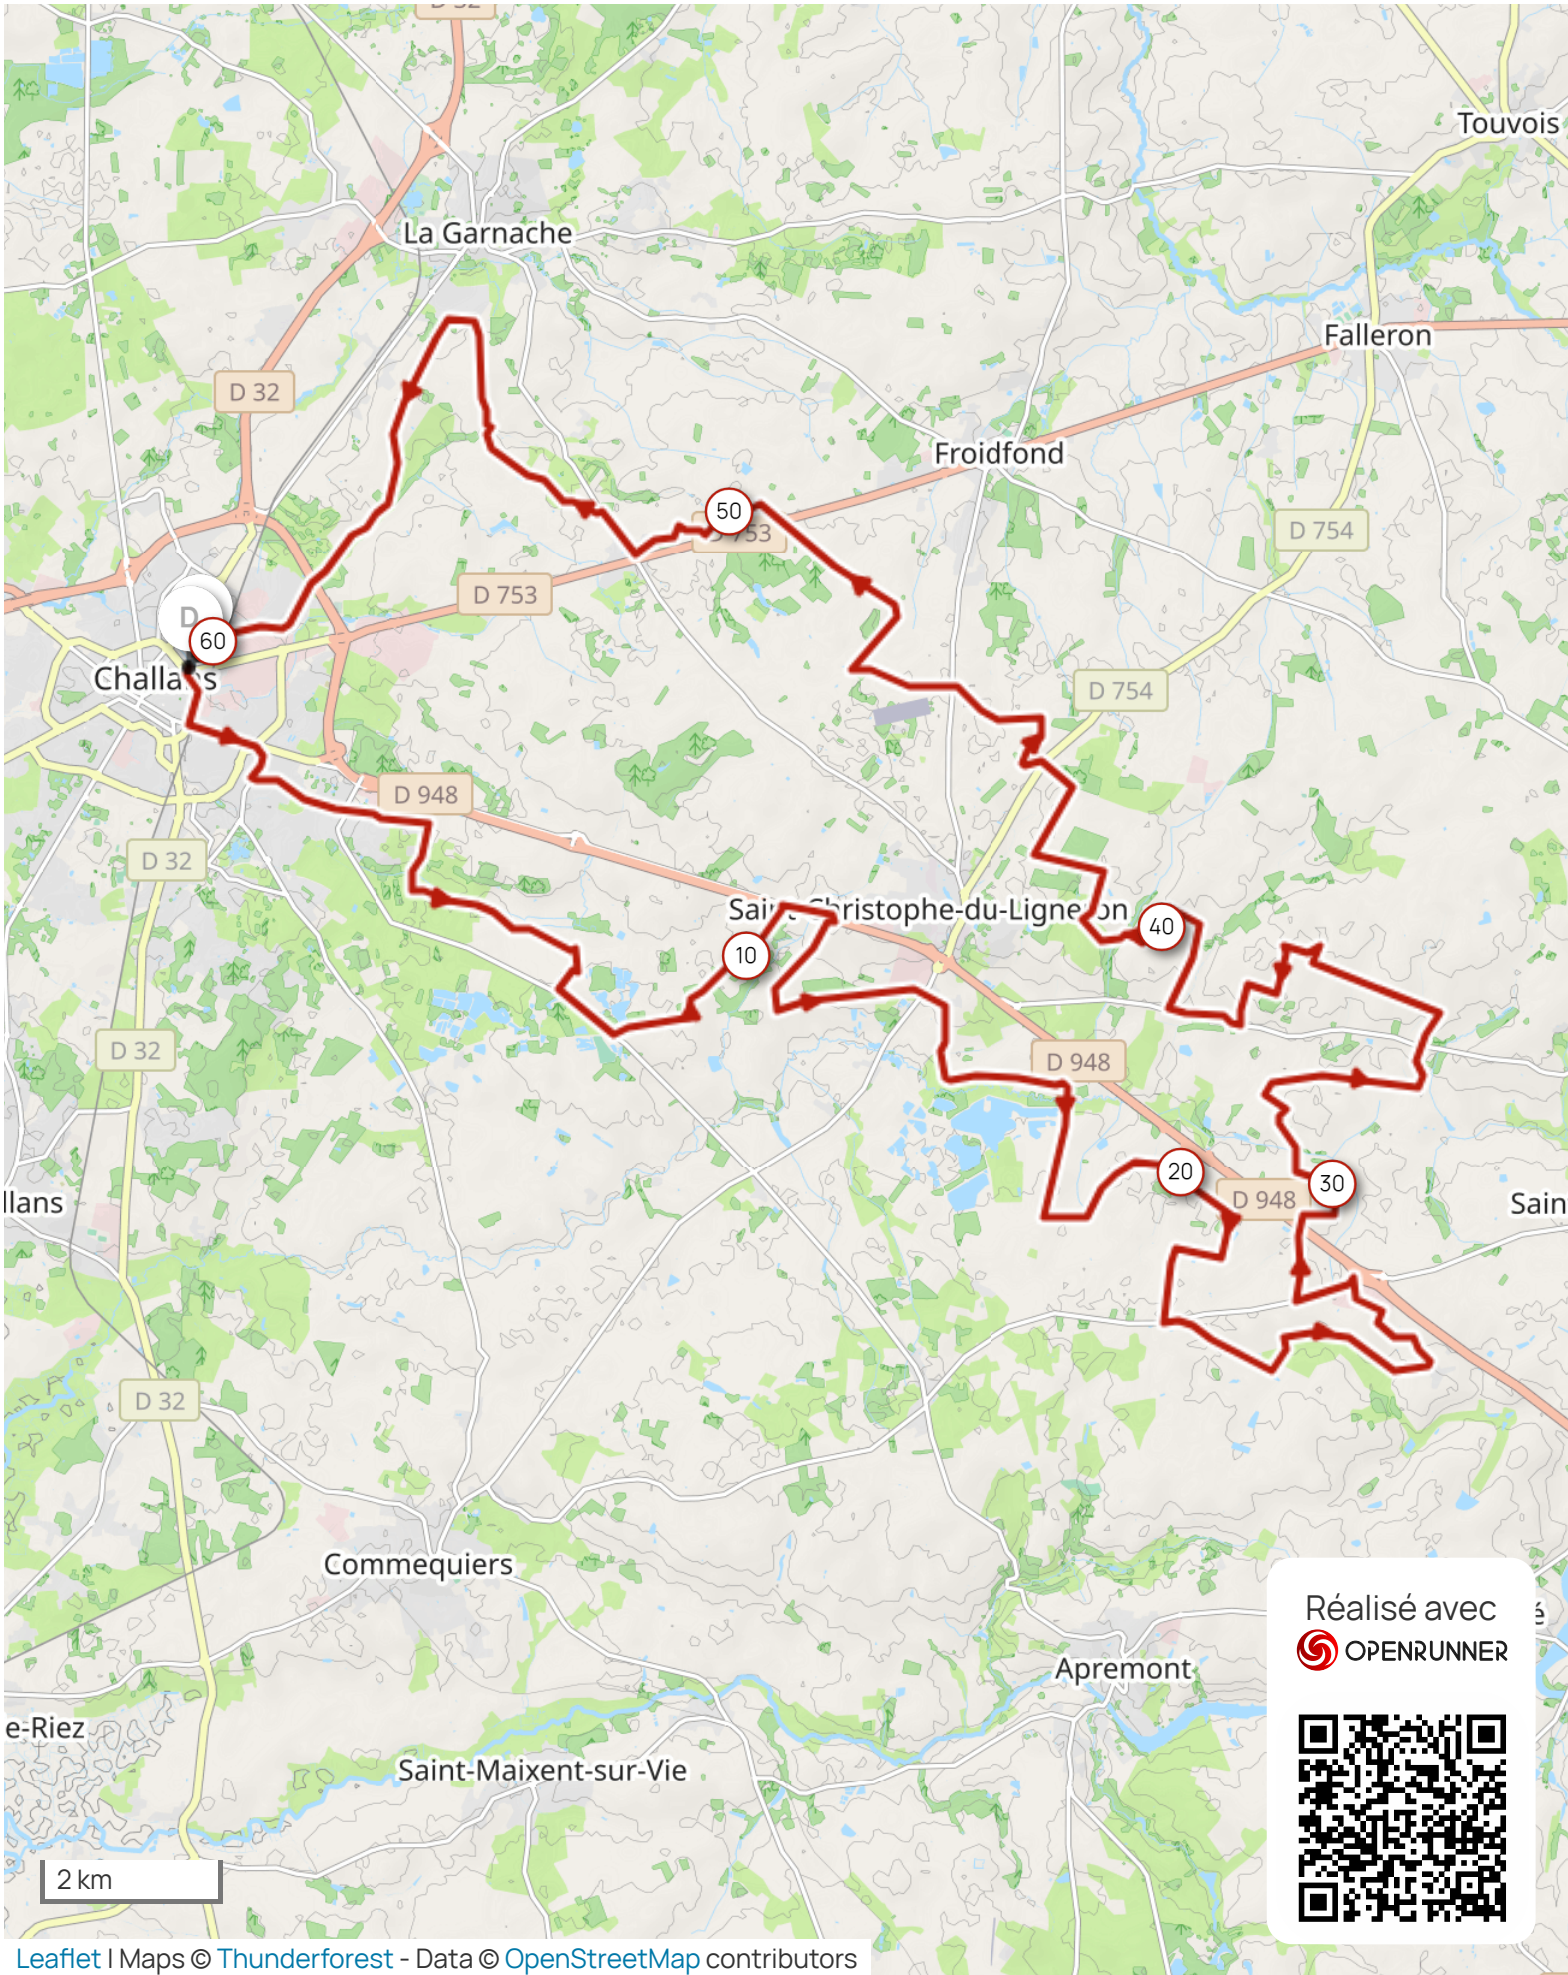 Touvois
La Garnache
Falleron
D 32
Froidfond
50
D 754
D 753
D
60
Challans
D 754
D 948
D 32
Saint-Christophe-du-Ligneron
40
10
D 32
D 948
20
30
llans
D 948
Sain
D 32
Commequiers
Réalisé avec
OPENRUNNER
é
Apremont
e-Riez
Saint-Maixent-sur-Vie
2 km
Leaflet | Maps © Thunderforest - Data © OpenStreetMap contributors